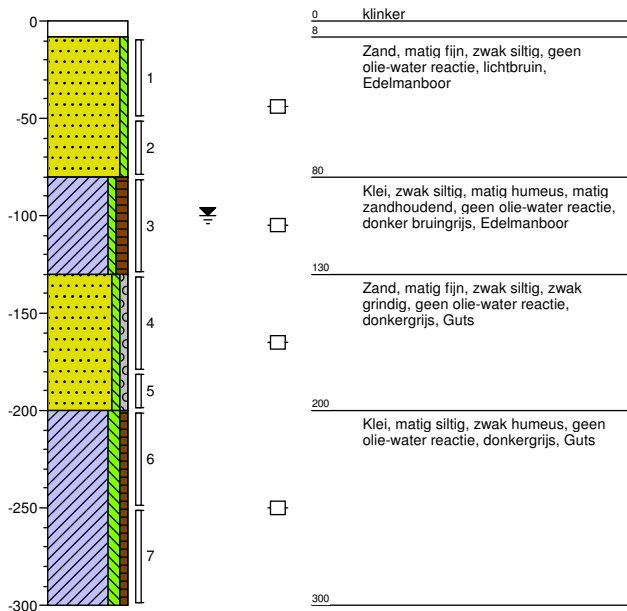 0
0
klinker
8
Zand, matig fijn, zwak siltig, geen
olie-water reactie, lichtbruin,
Edelmanboor
1
-50
2
80
Klei, zwak siltig, matig humeus, matig
zandhoudend, geen olie-water reactie,
donker bruingrijs, Edelmanboor
-100
3
130
Zand, matig fijn, zwak siltig, zwak
grindig, geen olie-water reactie,
donkergrijs, Guts
-150
4
5
-200
200
Klei, matig siltig, zwak humeus, geen
olie-water reactie, donkergrijs, Guts
6
-250
7
-300
300